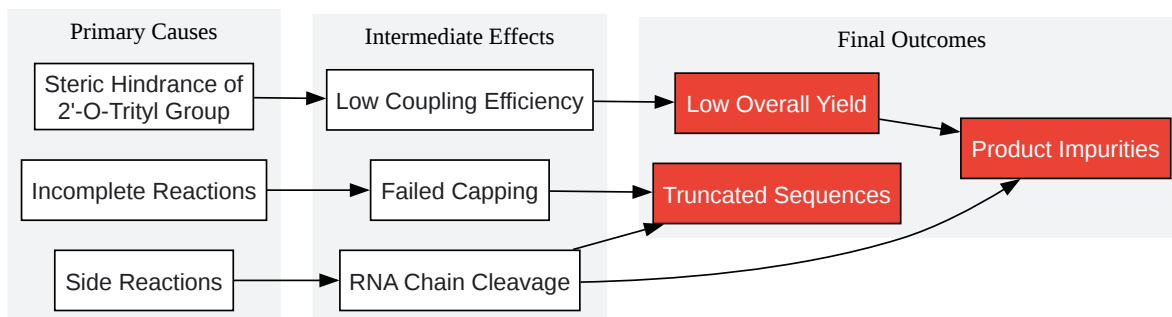 Primary Causes
Steric Hindrance of
2'-O-Trityl Group
Incomplete Reactions
Side Reactions
Intermediate Effects
Low Coupling Efficiency
Failed Capping
RNA Chain Cleavage
Final Outcomes
Low Overall Yield
Truncated Sequences
Product Impurities